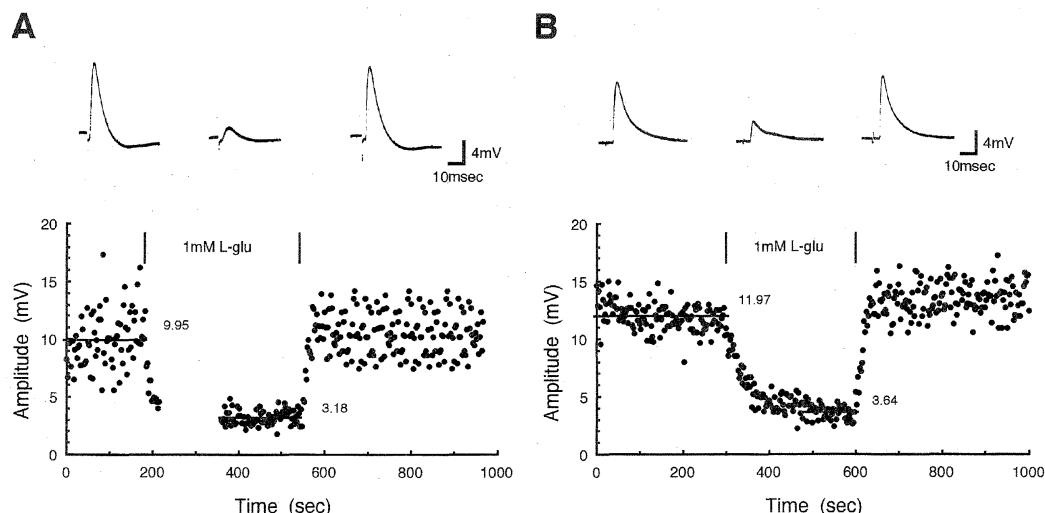 A
4mV
10msec
20
15
10
5
0
1mM L-glu
9.95
3.18
Amplitude (mV)
0 200 400 600 800 1000
Time (sec)
B
4mV
10msec
20
15
10
5
0
1mM L-glu
11.97
3.64
Amplitude (mV)
0 200 400 600 800 1000
Time (sec)